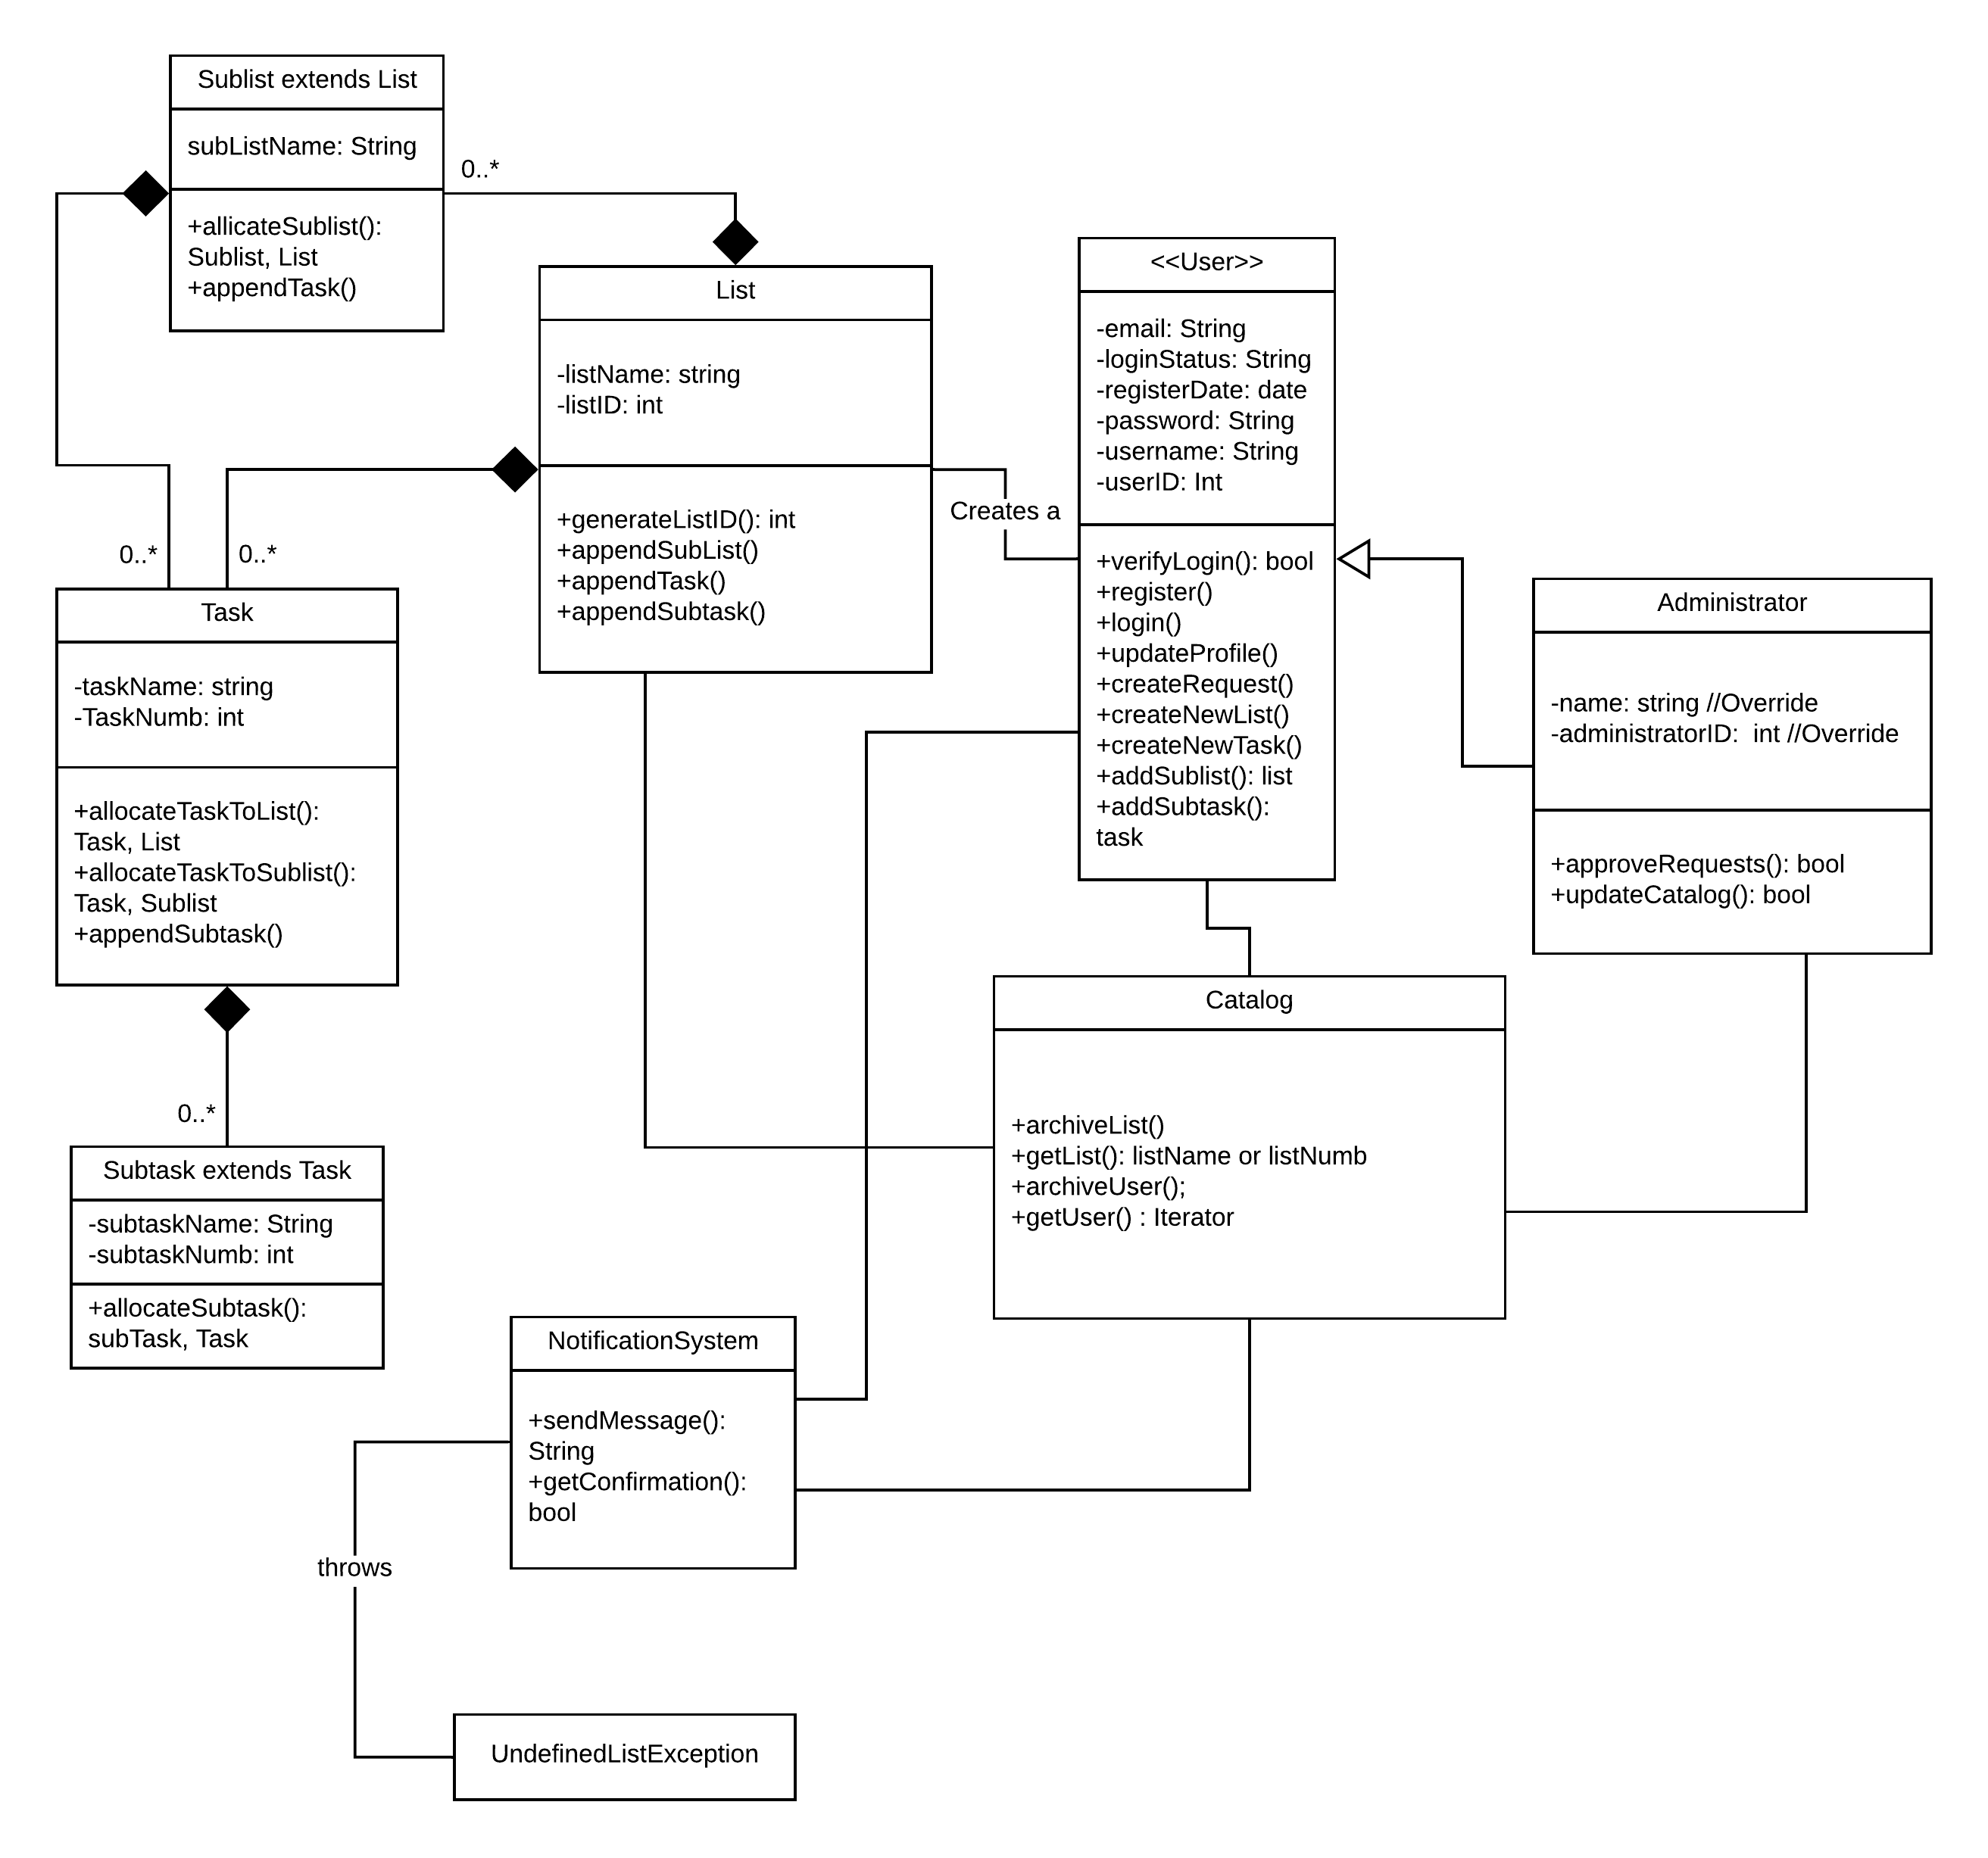 Sublist extends List
subListName: String
+allicateSublist():
Sublist, List
+appendTask()
0..*
List
-listName: string
-listID: int
+generateListID(): int
+appendSubList()
+appendTask()
+appendSubtask()
Creates a
<<User>>
-email: String
-loginStatus: String
-registerDate: date
-password: String
-username: String
-userID: Int
+verifyLogin(): bool
+register()
+login()
+updateProfile()
+createRequest()
+createNewList()
+createNewTask()
+addSublist(): list
+addSubtask():
task
Administrator
-name: string //Override
-administratorID:  int //Override
+approveRequests(): bool
+updateCatalog(): bool
0..*
0..*
Task
-taskName: string
-TaskNumb: int
+allocateTaskToList():
Task, List
+allocateTaskToSublist():
Task, Sublist
+appendSubtask()
0..*
Subtask extends Task
-subtaskName: String
-subtaskNumb: int
+allocateSubtask():
subTask, Task
Catalog
+archiveList()
+getList(): listName or listNumb
+archiveUser();
+getUser() : Iterator
NotificationSystem
+sendMessage():
String
+getConfirmation():
bool
throws
UndefinedListException